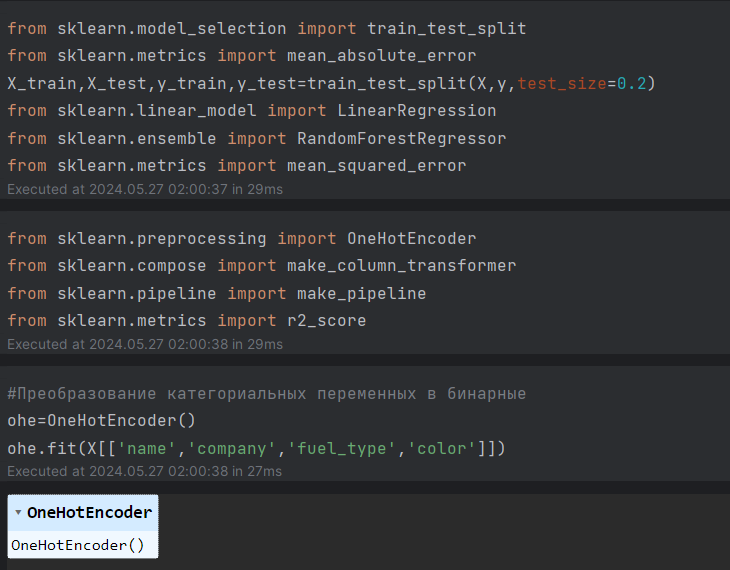 from sklearn.model_selection import train_test_split
from sklearn.metrics import mean_absolute_error
X_train,X_test,y_train,y_test=train_test_split(X,y,test_size=0.2)
from sklearn.linear_model import LinearRegression
from sklearn.ensemble import RandomForestRegressor
from sklearn.metrics import mean_squared_error
Executed at 2024.05.27 02:00:37 in 29ms
from sklearn.preprocessing import OneHotEncoder
from sklearn.compose import make_column_transformer
from sklearn.pipeline import make_pipeline
from sklearn.metrics import r2_score
Executed at 2024.05.27 02:00:38 in 29ms
#Преобразование категориальных переменных в бинарные
ohe=OneHotEncoder()
ohe.fit(X[['name','company','fuel_type','color']])
Executed at 2024.05.27 02:00:38 in 27ms
▾ OneHotEncoder
OneHotEncoder()